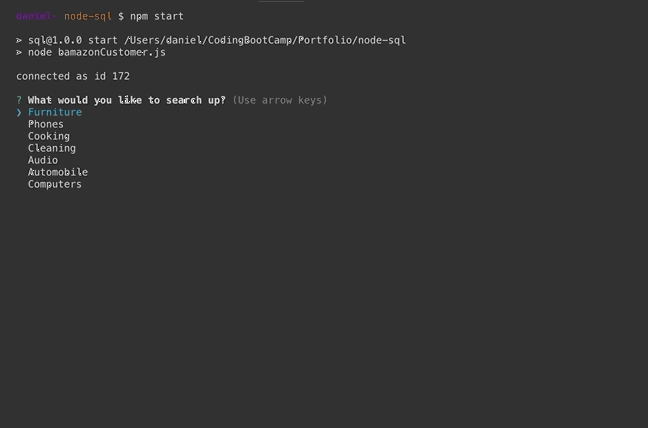 daniel- node-sql $ npm start
> sql@1.0.0 start /Users/daniel/CodingBootCamp/Portfolio/node-sql
> node bamazonCustomer.js
connected as id 172
? What would you like to search up? (Use arrow keys)
❯ Furniture
Phones
Cooking
Cleaning
Audio
Automobile
Computers